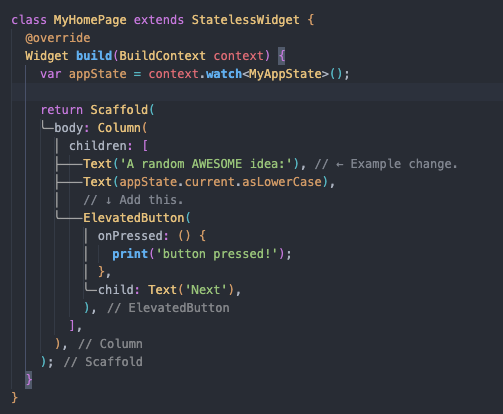 class MyHomePage extends StatelessWidget {
  @override
  Widget build(BuildContext context) {
    var appState = context.watch<MyAppState>();

    return Scaffold(
      body: Column(
        children: [
          Text('A random AWESOME idea:'), // ← Example change.
          Text(appState.current.asLowerCase),
          // ↓ Add this.
          ElevatedButton(
            onPressed: () {
              print('button pressed!');
            },
            child: Text('Next'),
          ), // ElevatedButton
        ],
      ), // Column
    ); // Scaffold
  }
}